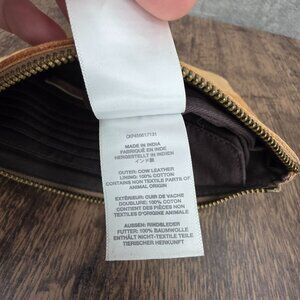 MADE IN INDIA
FABRIQUÉ EN INDE
HERGESTELLT IN INDIEN
インド製
OUTER: COW LEATHER
LINING: 100% COTTON
CONTAINS NON TEXTILE PARTS OF
ANIMAL ORIGIN
EXTÉRIEUR: CUIR DE VACHE
DOUBLURE: 100% COTON
CONTIENT DES PIÈCES NON
TEXTILES D'ORIGINE ANIMALE
AUSSEN: RINDSLEDER
FUTTER: 100% BAUMWOLLE
ENTHÄLT NICHT-TEXTILE TEILE
TIERISCHER HERKUNFT